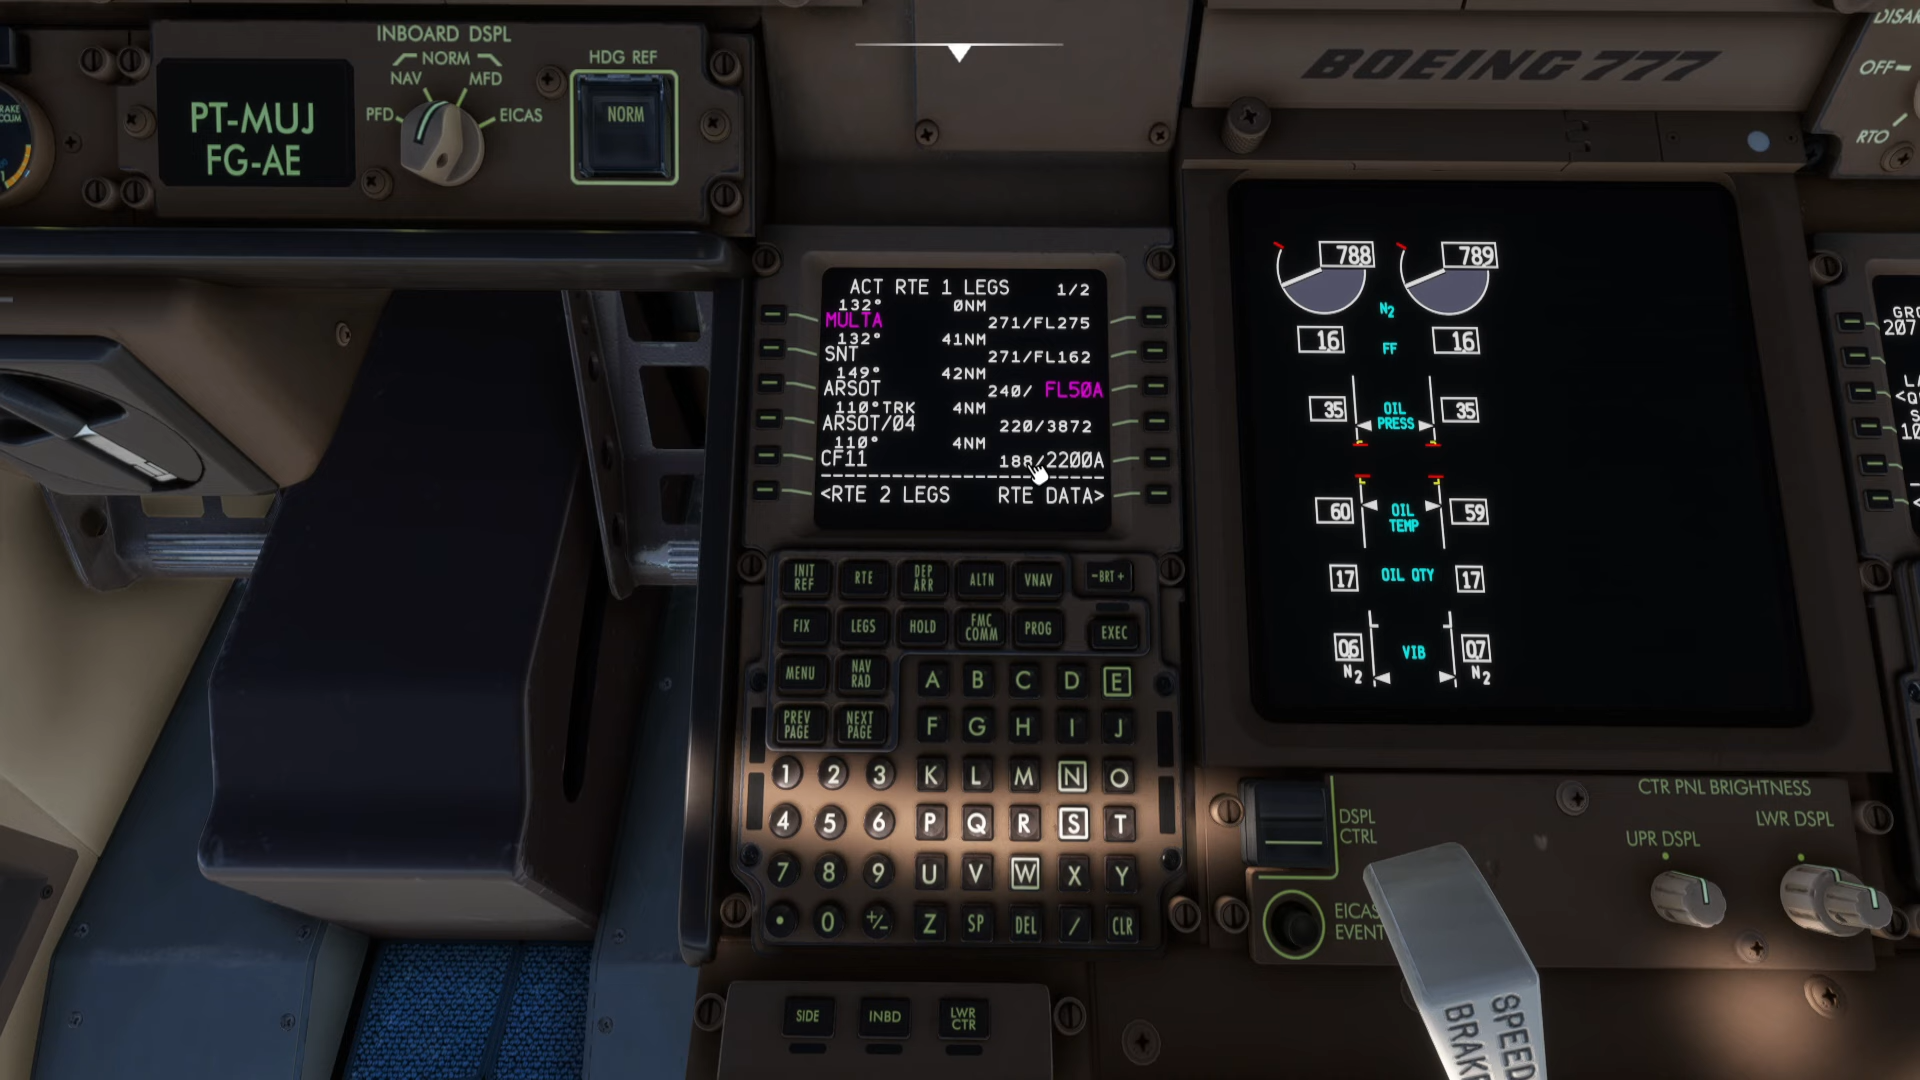 INBOARD DSPL
NORM
NAV
MFD
PFD
EICAS
HDG REF
NORM
PT-MUJ
FG-AE
BOEING 777
OFF
RTO
ACT RTE 1 LEGS 1/2
132° 0NM
MULTA 271/FL275
132° 41NM
SNT 271/FL162
149° 42NM
ARSOT 240/ FL50A
110°TRK 4NM
ARSOT/04 220/3872
110° 4NM
CF11 188/2200A
<RTE 2 LEGS RTE DATA>
788 789
N2
16 FF 16
35 OIL PRESS 35
60 OIL TEMP 59
17 OIL QTY 17
06 VIB 07
N2 N2
INIT REF
RTE
DEP ARR
ALTN
VNAV
-BRT+
FIX
LEGS
HOLD
FMC COMM
PROG
EXEC
MENU
NAV RAD
A B C D E
PREV PAGE
NEXT PAGE
F G H I J
1 2 3 K L M N O
4 5 6 P Q R S T
7 8 9 U V W X Y
. 0 +/- Z SP DEL / CLR
SIDE
INBD
LWR CTR
DSPL CTRL
EICAS EVENT
CTR PNL BRIGHTNESS
UPR DSPL
LWR DSPL
SPEED
BRAKE
207